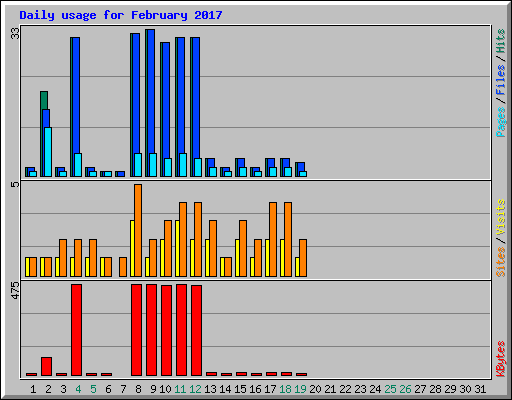 Daily usage for February 2017
33
Pages / Files / Hits
5
Sites / Visits
475
KBytes
1 2 3 4 5 6 7 8 9 10 11 12 13 14 15 16 17 18 19 20 21 22 23 24 25 26 27 28 29 30 31